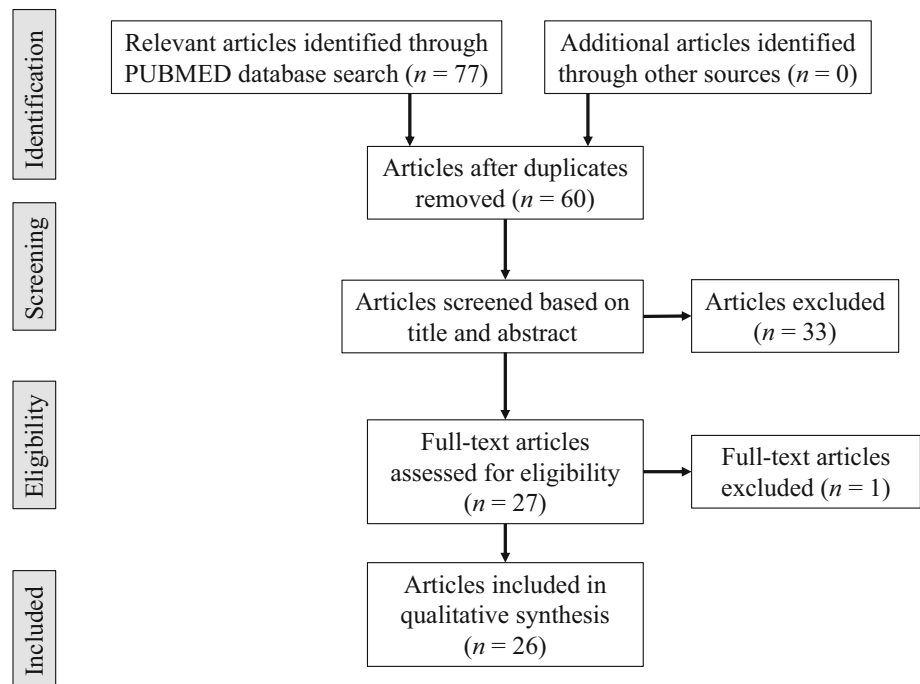 Identification
Relevant articles identified through
PUBMED database search (n = 77)
Additional articles identified
through other sources (n = 0)
Articles after duplicates
removed (n = 60)
Screening
Articles screened based on
title and abstract
Articles excluded
(n = 33)
Eligibility
Full-text articles
assessed for eligibility
(n = 27)
Full-text articles
excluded (n = 1)
Included
Articles included in
qualitative synthesis
(n = 26)